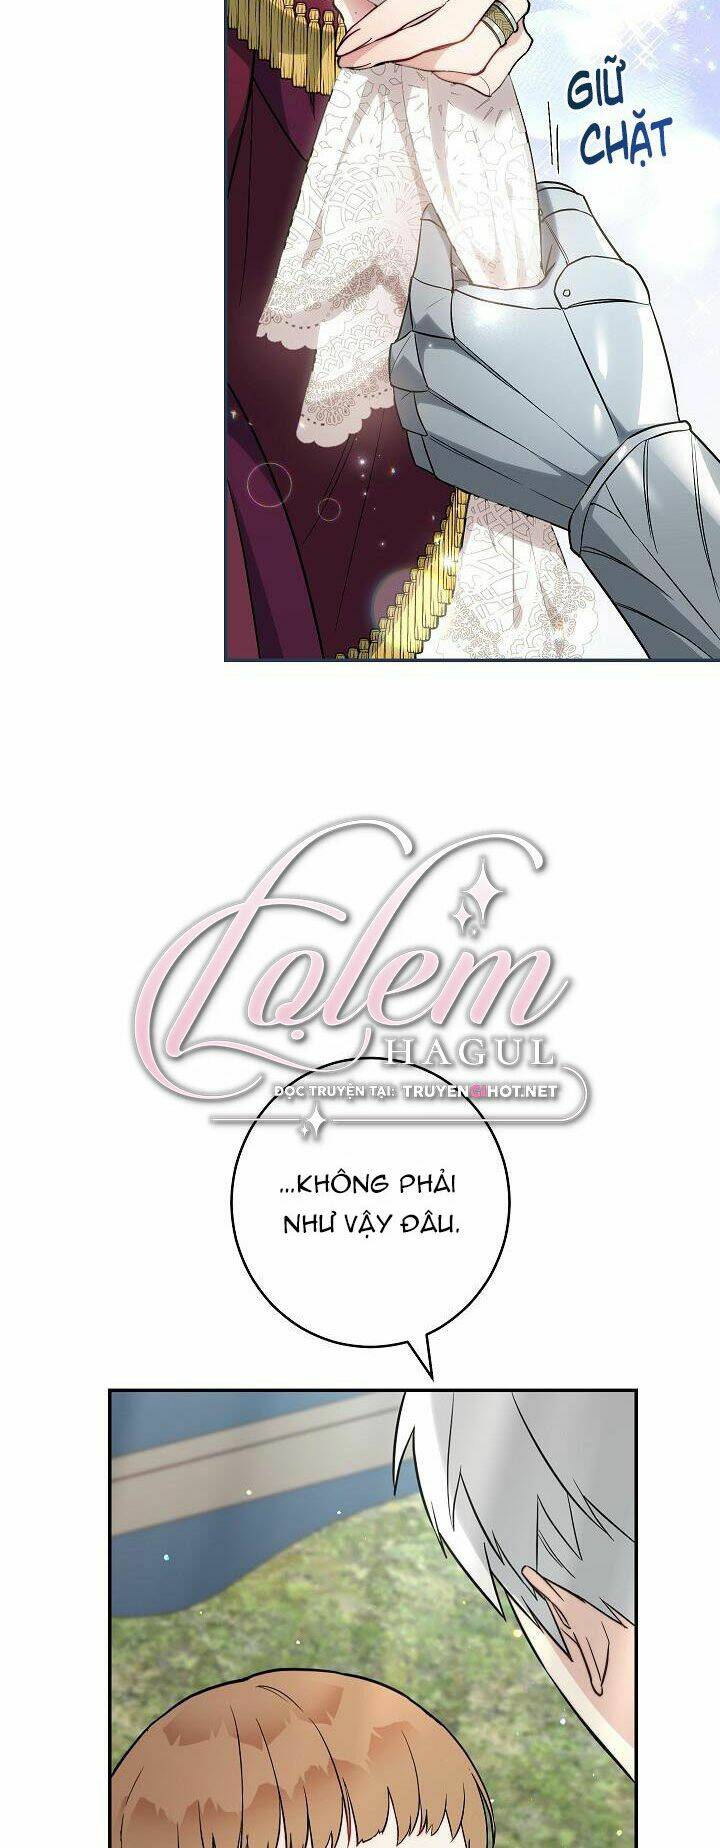 GIỮ
CHẶT
Lọlem
HAGUL
ĐỌC TRUYỆN TẠI: TRUYENGIHOT.NET
...KHÔNG PHẢI
NHƯ VẬY ĐÂU.